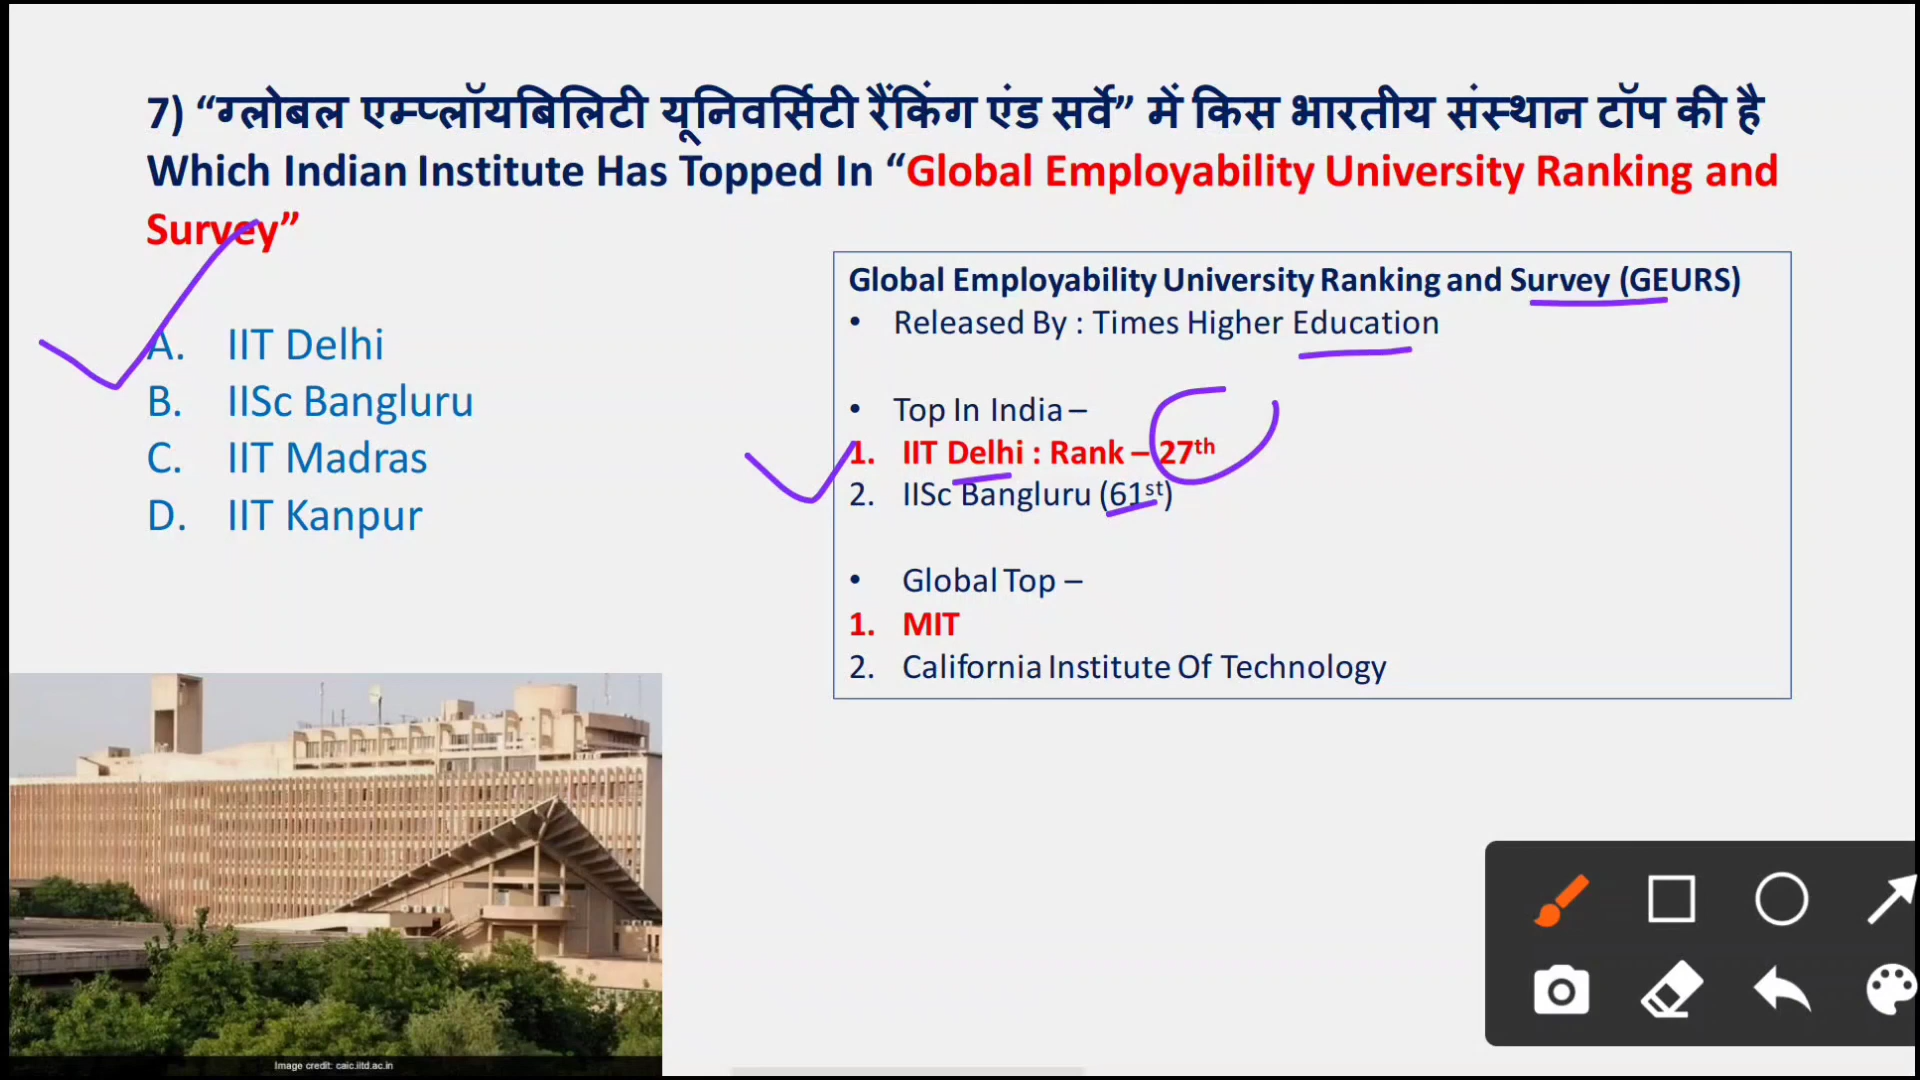 7) “ग्लोबल एम्प्लॉयबिलिटी यूनिवर्सिटी रैंकिंग एंड सर्वे” में किस भारतीय संस्थान टॉप की है
Which Indian Institute Has Topped In “Global Employability University Ranking and
Survey”
A. IIT Delhi
B. IISc Bangluru
C. IIT Madras
D. IIT Kanpur
Global Employability University Ranking and Survey (GEURS)
• Released By : Times Higher Education
• Top In India –
1. IIT Delhi : Rank – 27th
2. IISc Bangluru (61st)
• Global Top –
1. MIT
2. California Institute Of Technology
Image credit: caic.iitd.ac.in